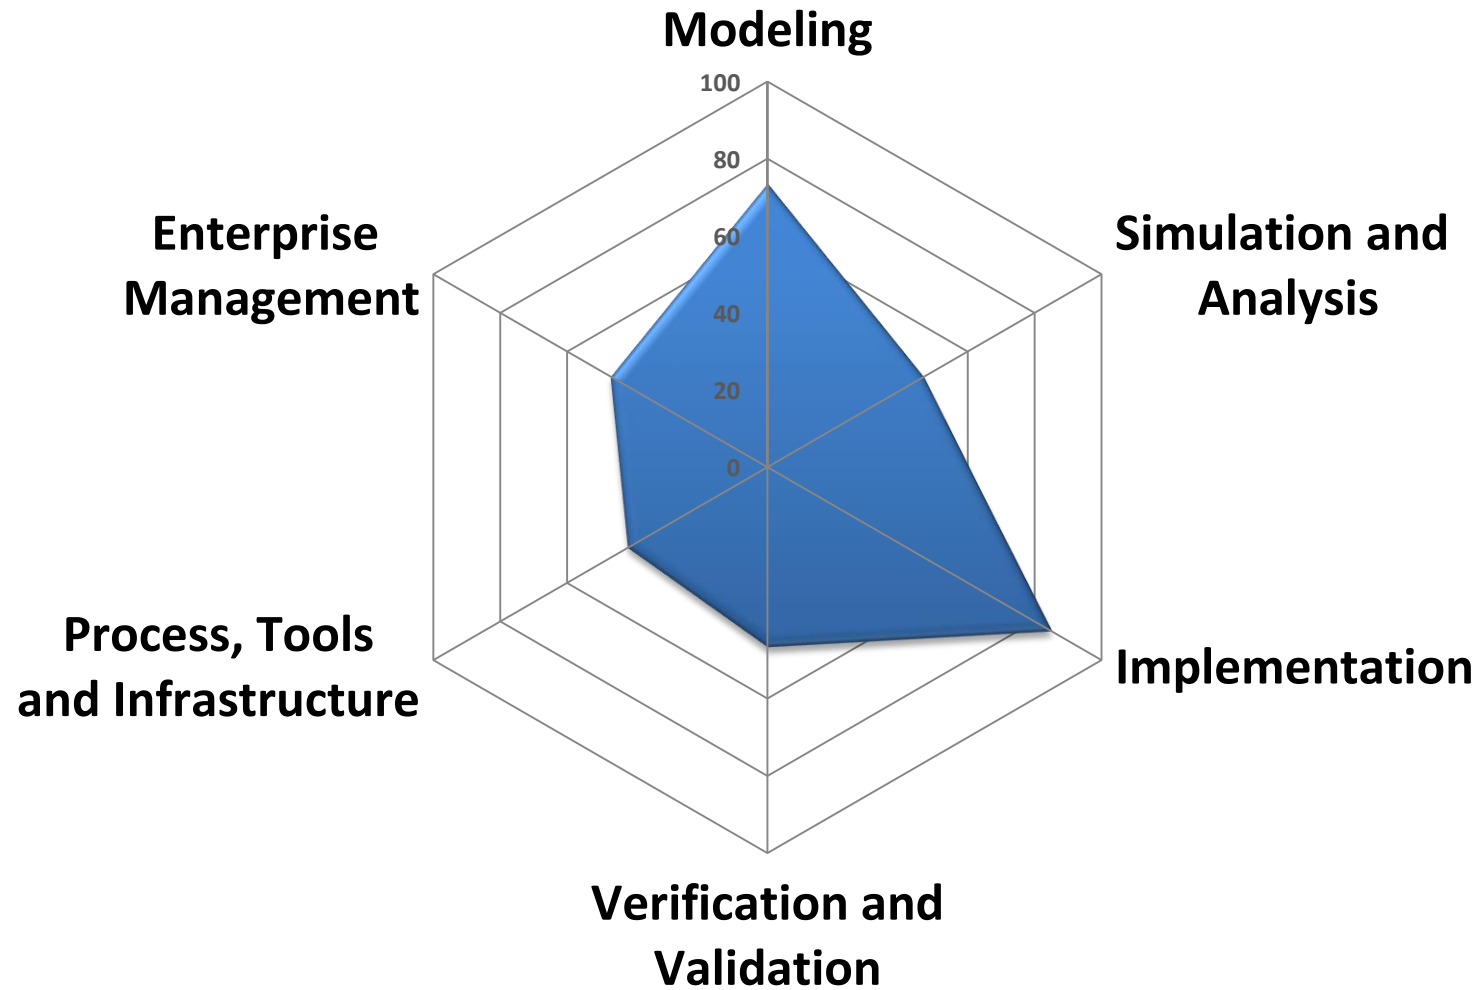 Modeling
100
80
60
40
20
0
Enterprise
Management
Simulation and
Analysis
Process, Tools
and Infrastructure
Implementation
Verification and
Validation